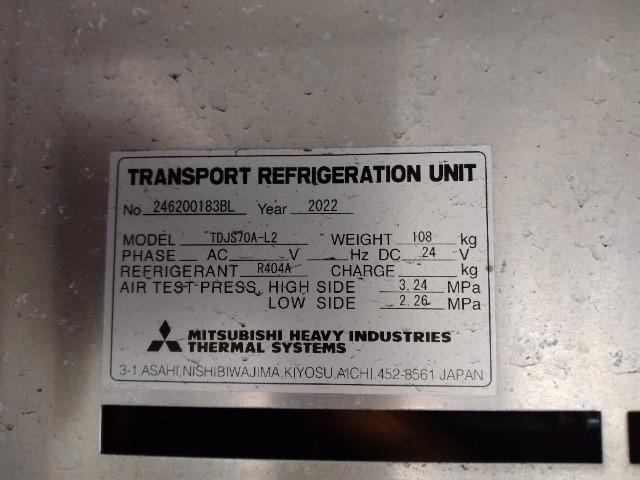 TRANSPORT REFRIGERATION UNIT
No 246200183BL Year 2022
MODEL TDJS70A-L2 WEIGHT 108 kg
PHASE AC V Hz DC 24 V
REFRIGERANT R404A CHARGE kg
AIR TEST PRESS. HIGH SIDE 3.24 MPa
LOW SIDE 2.26 MPa
MITSUBISHI HEAVY INDUSTRIES
THERMAL SYSTEMS
3-1,ASAHI,NISHIBIWAJIMA,KIYOSU,AICHI,452-8561 JAPAN